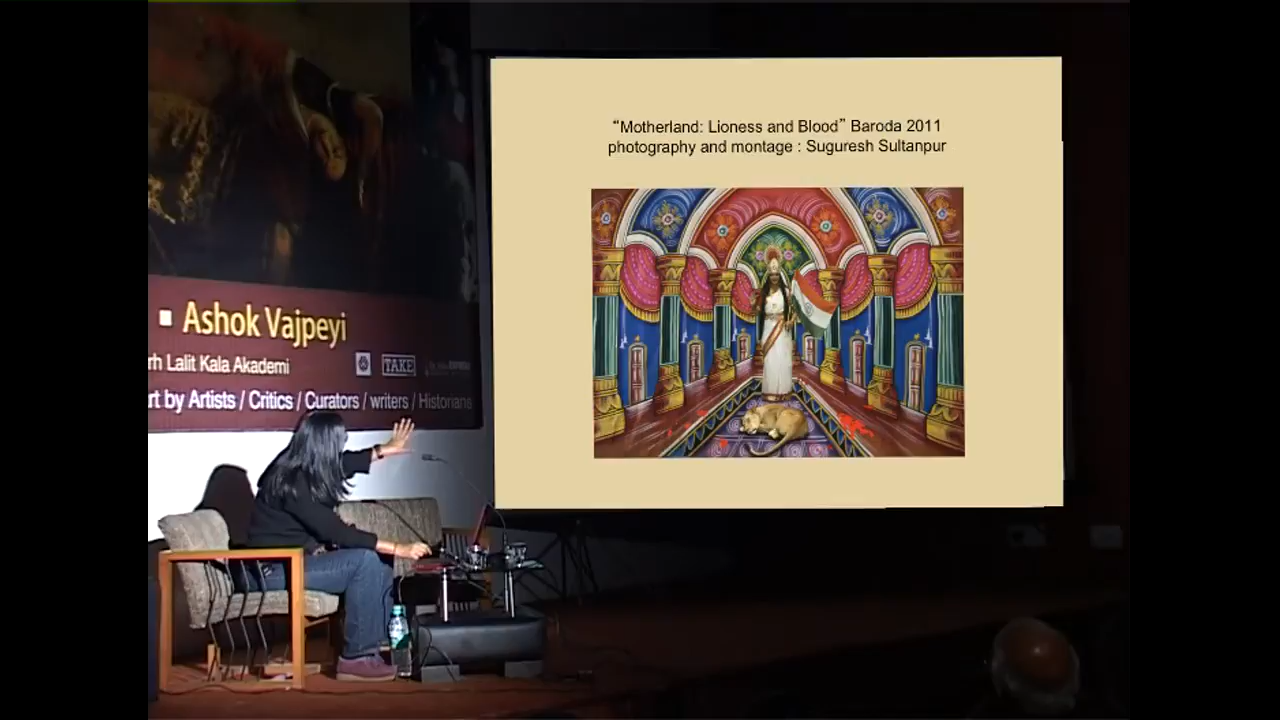 “Motherland: Lioness and Blood” Baroda 2011
photography and montage : Suguresh Sultanpur
Ashok Vajpeyi
rh Lalit Kala Akademi
TAKE
rt by Artists / Critics / Curators / writers / Historians